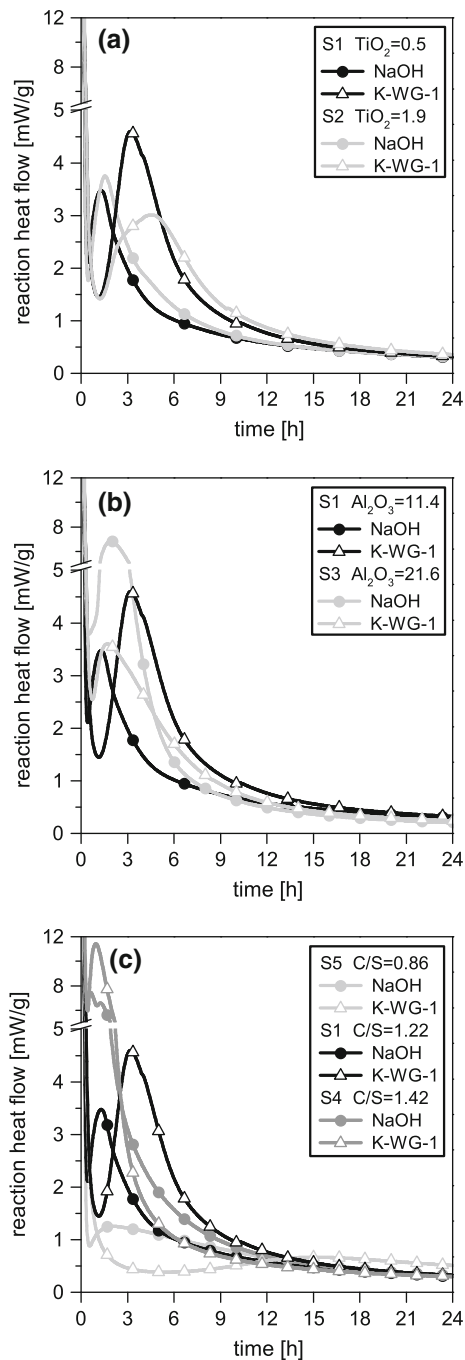 (a)
S1 TiO₂=0.5
NaOH
K-WG-1
S2 TiO₂=1.9
NaOH
K-WG-1
reaction heat flow [mW/g]
12
8
5
4
3
2
1
0
0 3 6 9 12 15 18 21 24
time [h]
(b)
S1 Al₂O₃=11.4
NaOH
K-WG-1
S3 Al₂O₃=21.6
NaOH
K-WG-1
reaction heat flow [mW/g]
12
8
5
4
3
2
1
0
0 3 6 9 12 15 18 21 24
time [h]
(c)
S5 C/S=0.86
NaOH
K-WG-1
S1 C/S=1.22
NaOH
K-WG-1
S4 C/S=1.42
NaOH
K-WG-1
reaction heat flow [mW/g]
12
8
5
4
3
2
1
0
0 3 6 9 12 15 18 21 24
time [h]